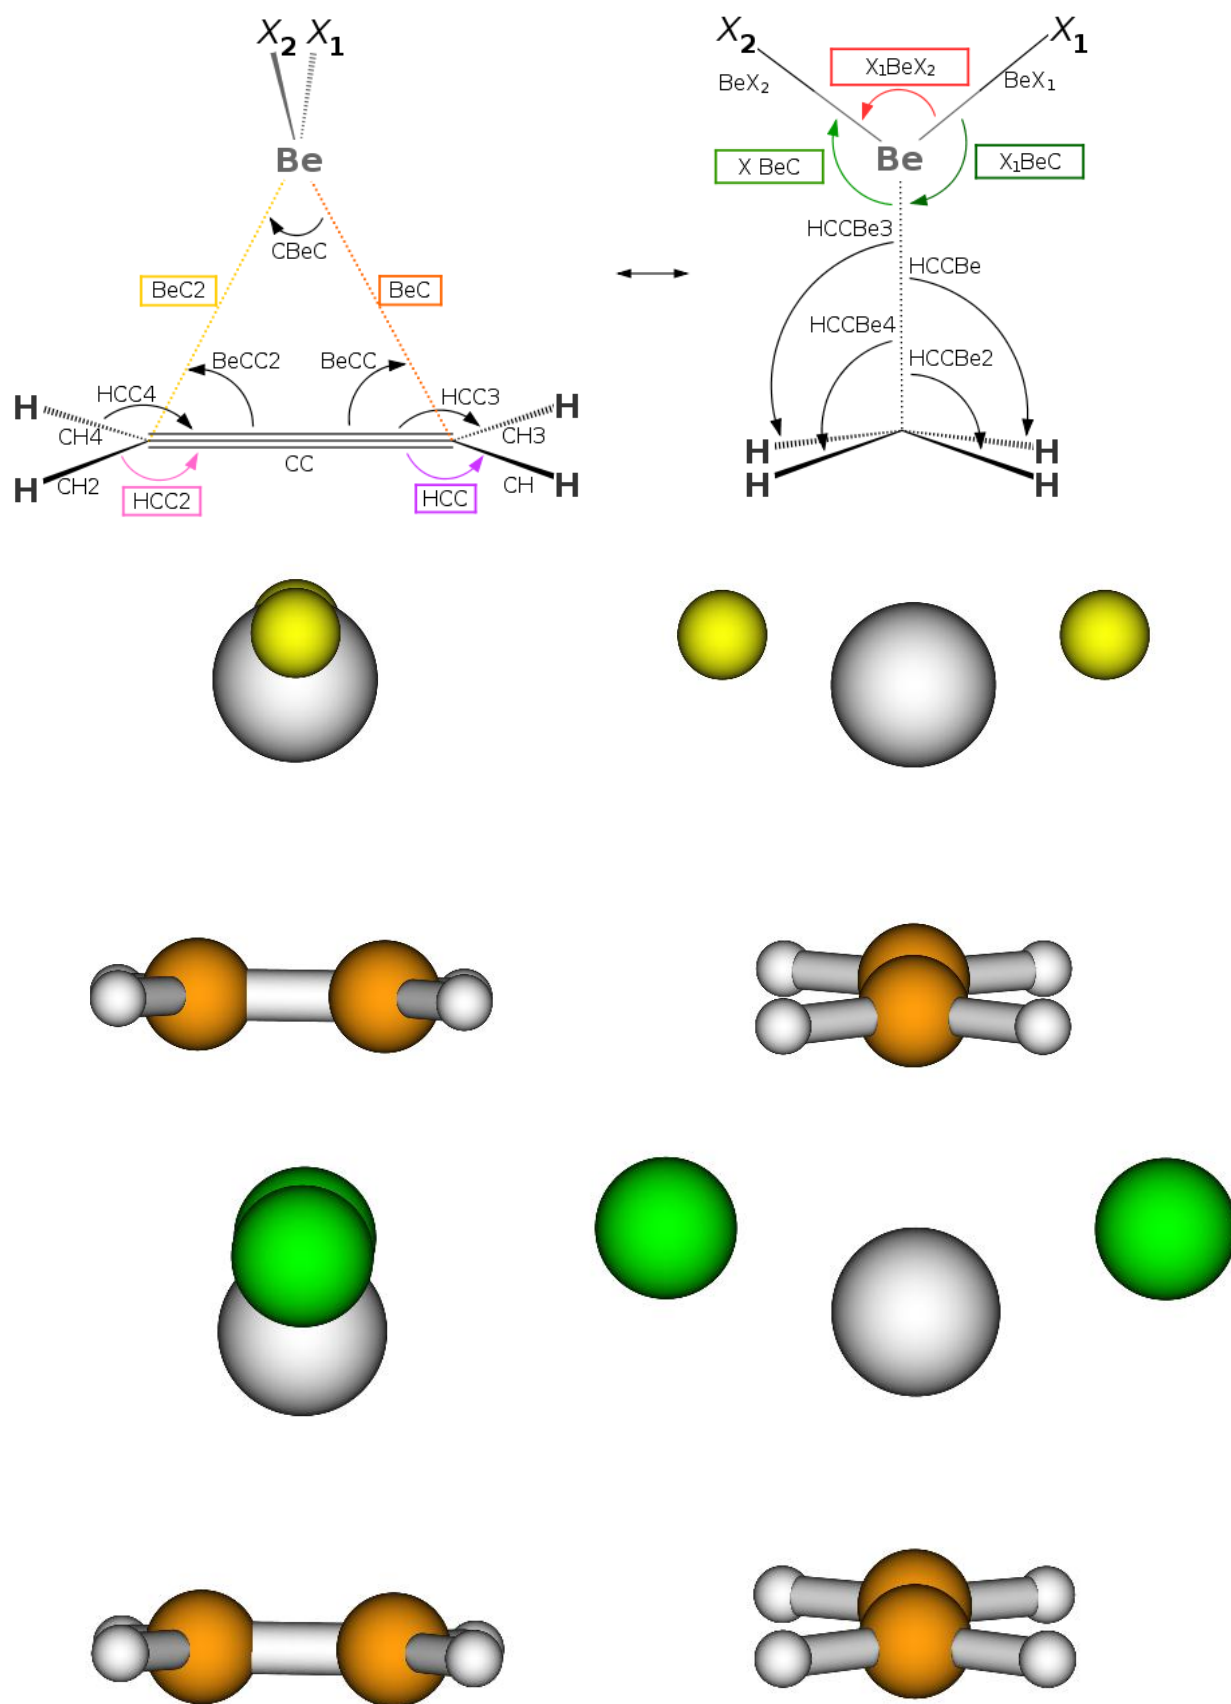 X₂ X₁
Be
CBeC
BeC2
BeC
BeCC2
BeCC
HCC4
HCC3
H
H
CH4
CH3
CC
H
CH2
CH
H
HCC2
HCC
X₂
X₁
X₁BeX₂
BeX₂
BeX₁
Be
X BeC
X₁BeC
HCCBe3
HCCBe
HCCBe4
HCCBe2
H
H
H
H